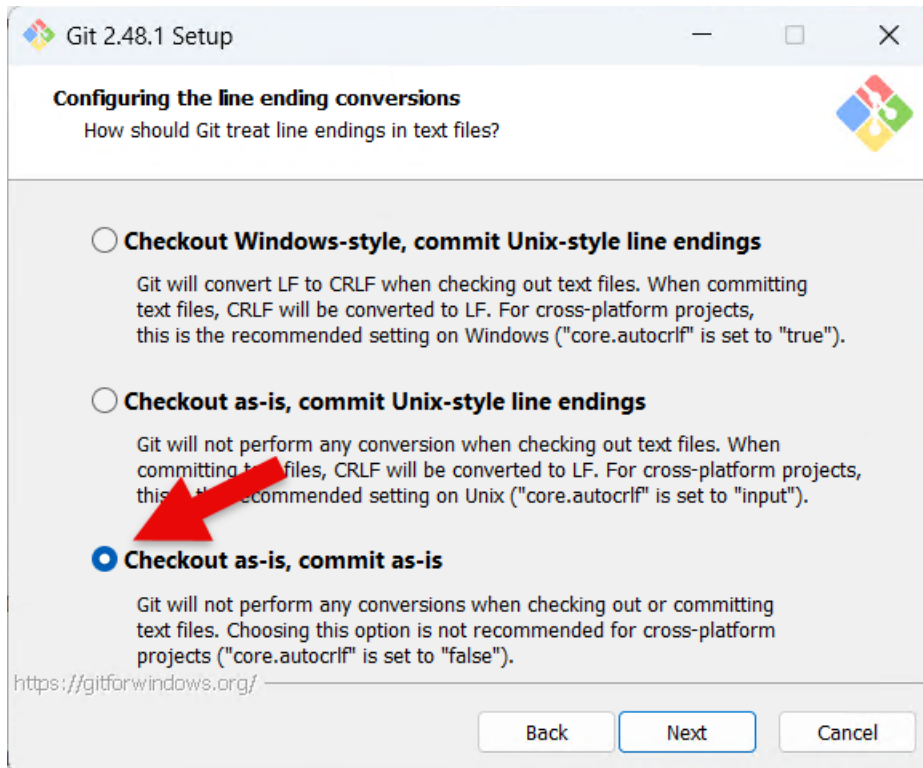 Git 2.48.1 Setup
Configuring the line ending conversions
How should Git treat line endings in text files?
Checkout Windows-style, commit Unix-style line endings
Git will convert LF to CRLF when checking out text files. When committing
text files, CRLF will be converted to LF. For cross-platform projects,
this is the recommended setting on Windows ("core.autocrlf" is set to "true").
Checkout as-is, commit Unix-style line endings
Git will not perform any conversion when checking out text files. When
committing files, CRLF will be converted to LF. For cross-platform projects,
this recommended setting on Unix ("core.autocrlf" is set to "input").
Checkout as-is, commit as-is
Git will not perform any conversions when checking out or committing
text files. Choosing this option is not recommended for cross-platform
projects ("core.autocrlf" is set to "false").
https://gitforwindows.org/
Back Next Cancel